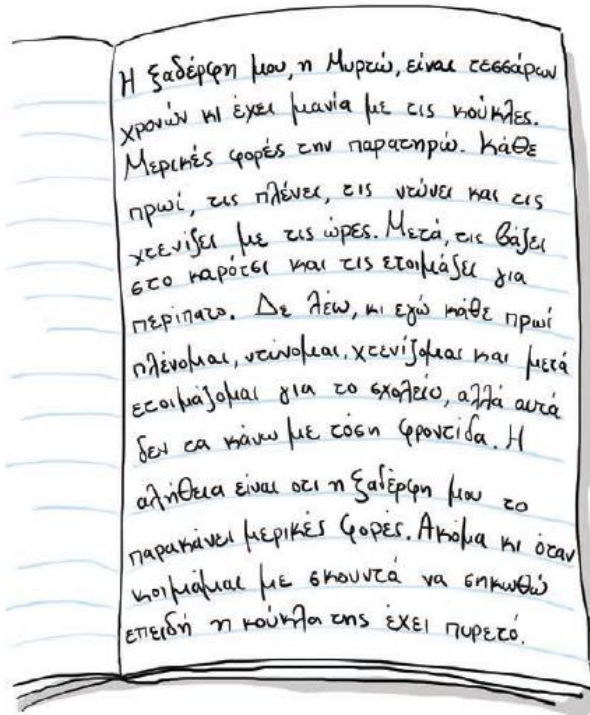 Η ξαδέρφη μου, η Μυρτώ, είναι τεσσάρων
χρονών κι έχει μανία με τις κούκλες.
Μερικές φορές την παρατηρώ. Κάθε
πρωί, τις πλένει, τις ντύνει και τις
χτενίζει με τις ώρες. Μετά, τις βάζει
στο καρότσι και τις ετοιμάζει για
περίπατο. Δε λέω, κι εγώ κάθε πρωί
πλένομαι, ντύνομαι, χτενίζομαι και μετά
ετοιμάζομαι για το σχολείο, αλλά αυτά
δεν τα κάνω με τόση φροντίδα. Η
αλήθεια είναι οτι η ξαδέρφη μου το
παρακάνει μερικές φορές. Ακόμα κι όταν
κοιμάμαι με σκουντά να σηκωθώ
επειδή η κούκλα της έχει πυρετό.